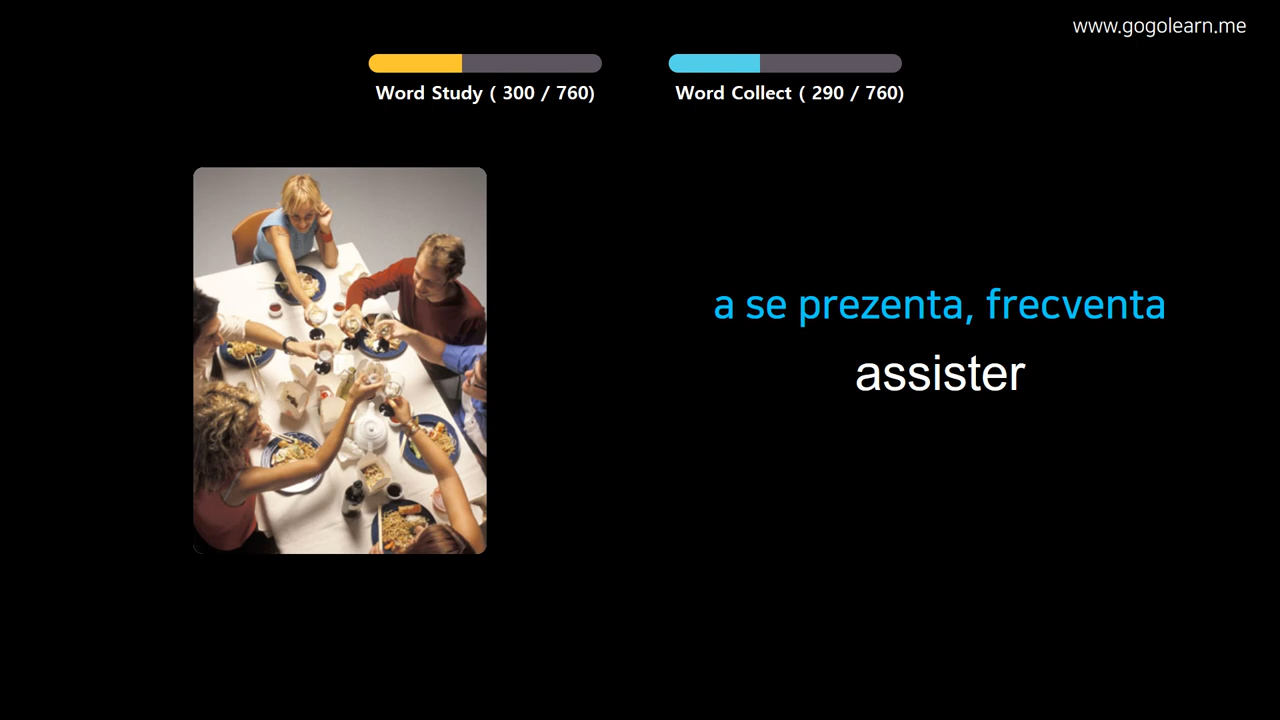 www.gogolearn.me
Word Study ( 300 / 760)
Word Collect ( 290 / 760)
a se prezenta, frecventa
assister